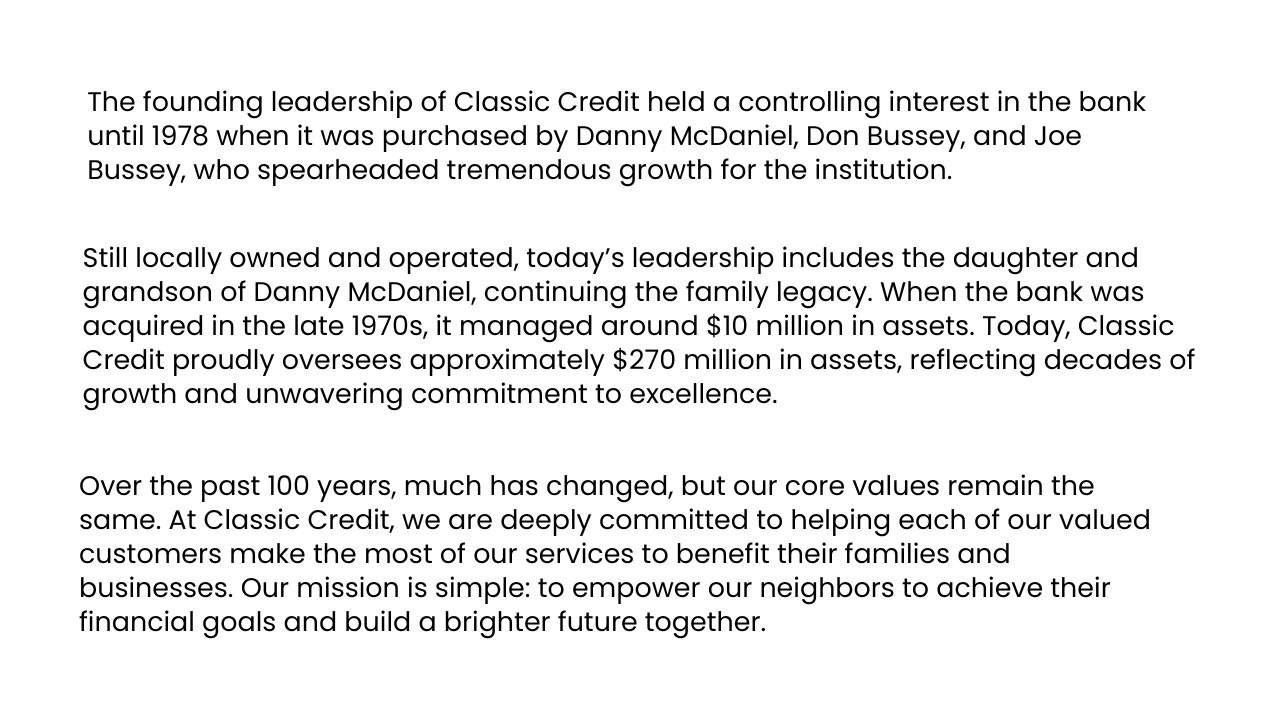 The founding leadership of Classic Credit held a controlling interest in the bank
until 1978 when it was purchased by Danny McDaniel, Don Bussey, and Joe
Bussey, who spearheaded tremendous growth for the institution.
Still locally owned and operated, today’s leadership includes the daughter and
grandson of Danny McDaniel, continuing the family legacy. When the bank was
acquired in the late 1970s, it managed around $10 million in assets. Today, Classic
Credit proudly oversees approximately $270 million in assets, reflecting decades of
growth and unwavering commitment to excellence.
Over the past 100 years, much has changed, but our core values remain the
same. At Classic Credit, we are deeply committed to helping each of our valued
customers make the most of our services to benefit their families and
businesses. Our mission is simple: to empower our neighbors to achieve their
financial goals and build a brighter future together.